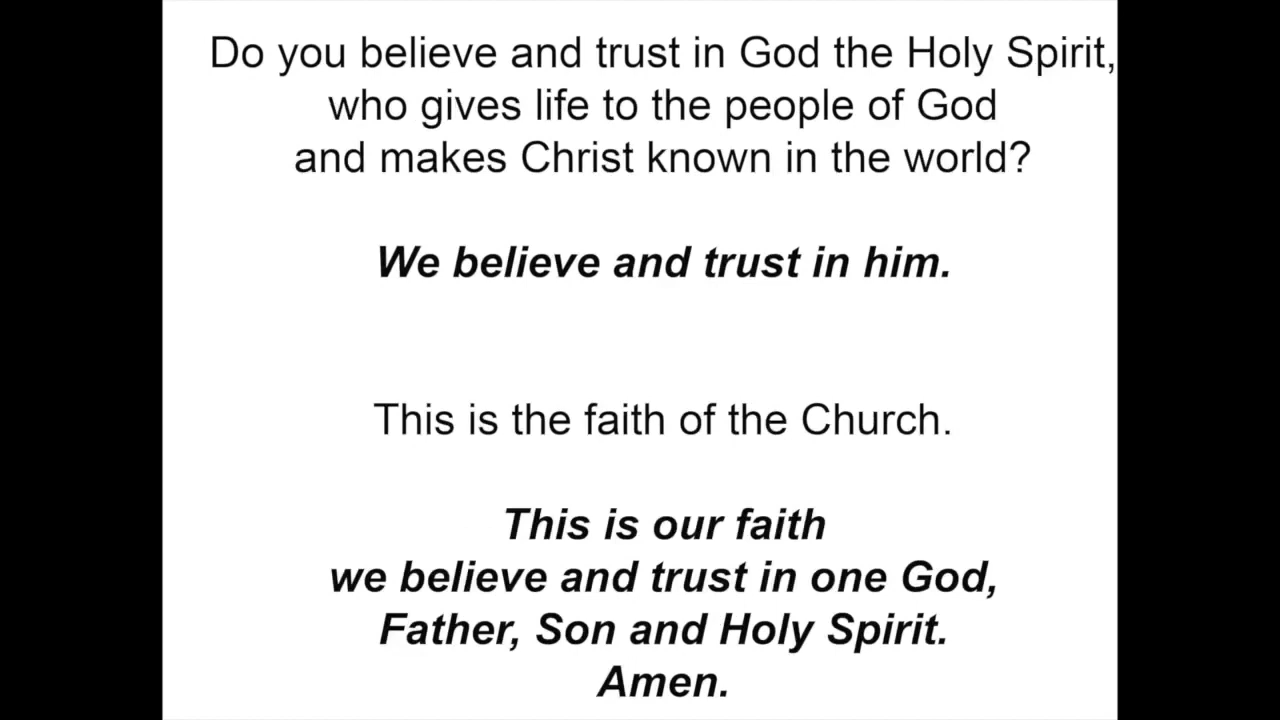 Do you believe and trust in God the Holy Spirit,
who gives life to the people of God
and makes Christ known in the world?
We believe and trust in him.
This is the faith of the Church.
This is our faith
we believe and trust in one God,
Father, Son and Holy Spirit.
Amen.